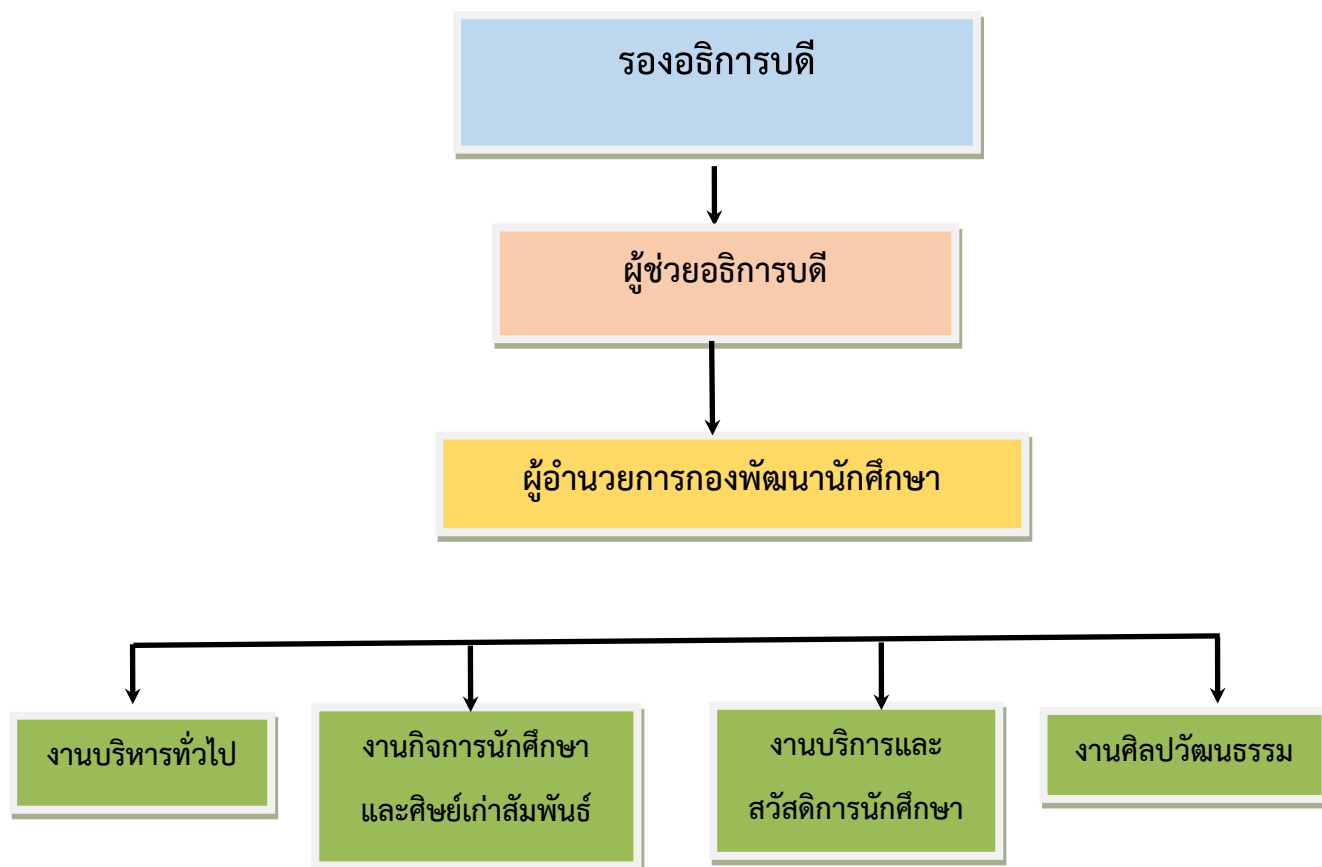 รองอธิการบดี
ผู้ช่วยอธิการบดี
ผู้อำนวยการกองพัฒนานักศึกษา
งานบริหารทั่วไป
งานกิจการนักศึกษา
และศิษย์เก่าสัมพันธ์
งานบริการและ
สวัสดิการนักศึกษา
งานศิลปวัฒนธรรม